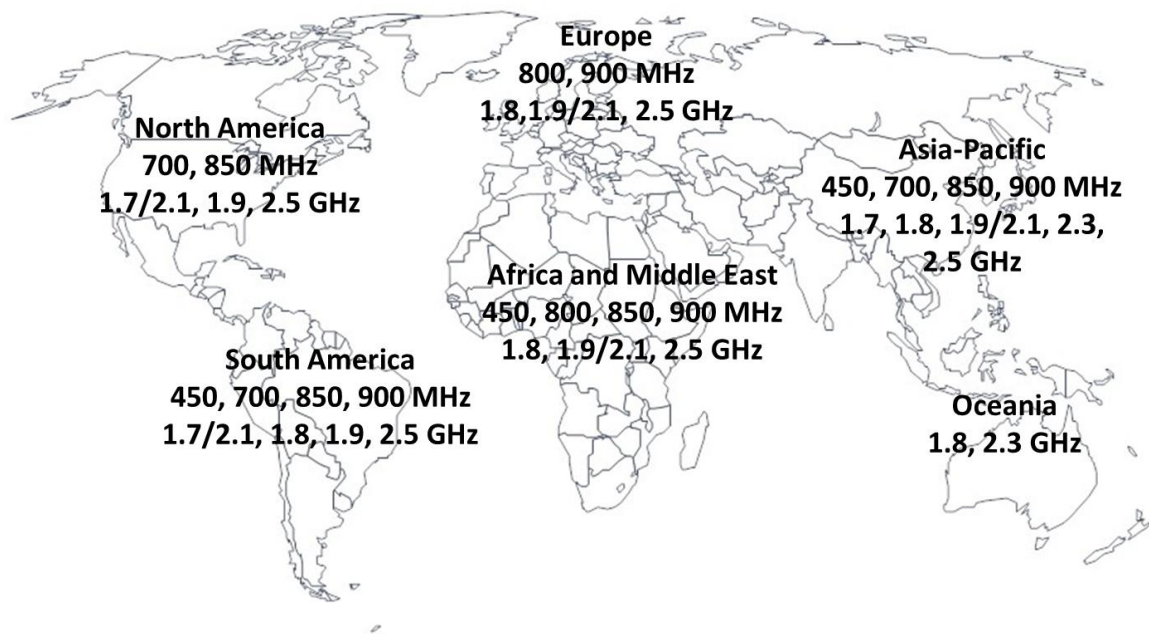 Europe
800, 900 MHz
1.8,1.9/2.1, 2.5 GHz
North America
700, 850 MHz
1.7/2.1, 1.9, 2.5 GHz
Asia-Pacific
450, 700, 850, 900 MHz
1.7, 1.8, 1.9/2.1, 2.3,
2.5 GHz
Africa and Middle East
450, 800, 850, 900 MHz
1.8, 1.9/2.1, 2.5 GHz
South America
450, 700, 850, 900 MHz
1.7/2.1, 1.8, 1.9, 2.5 GHz
Oceania
1.8, 2.3 GHz